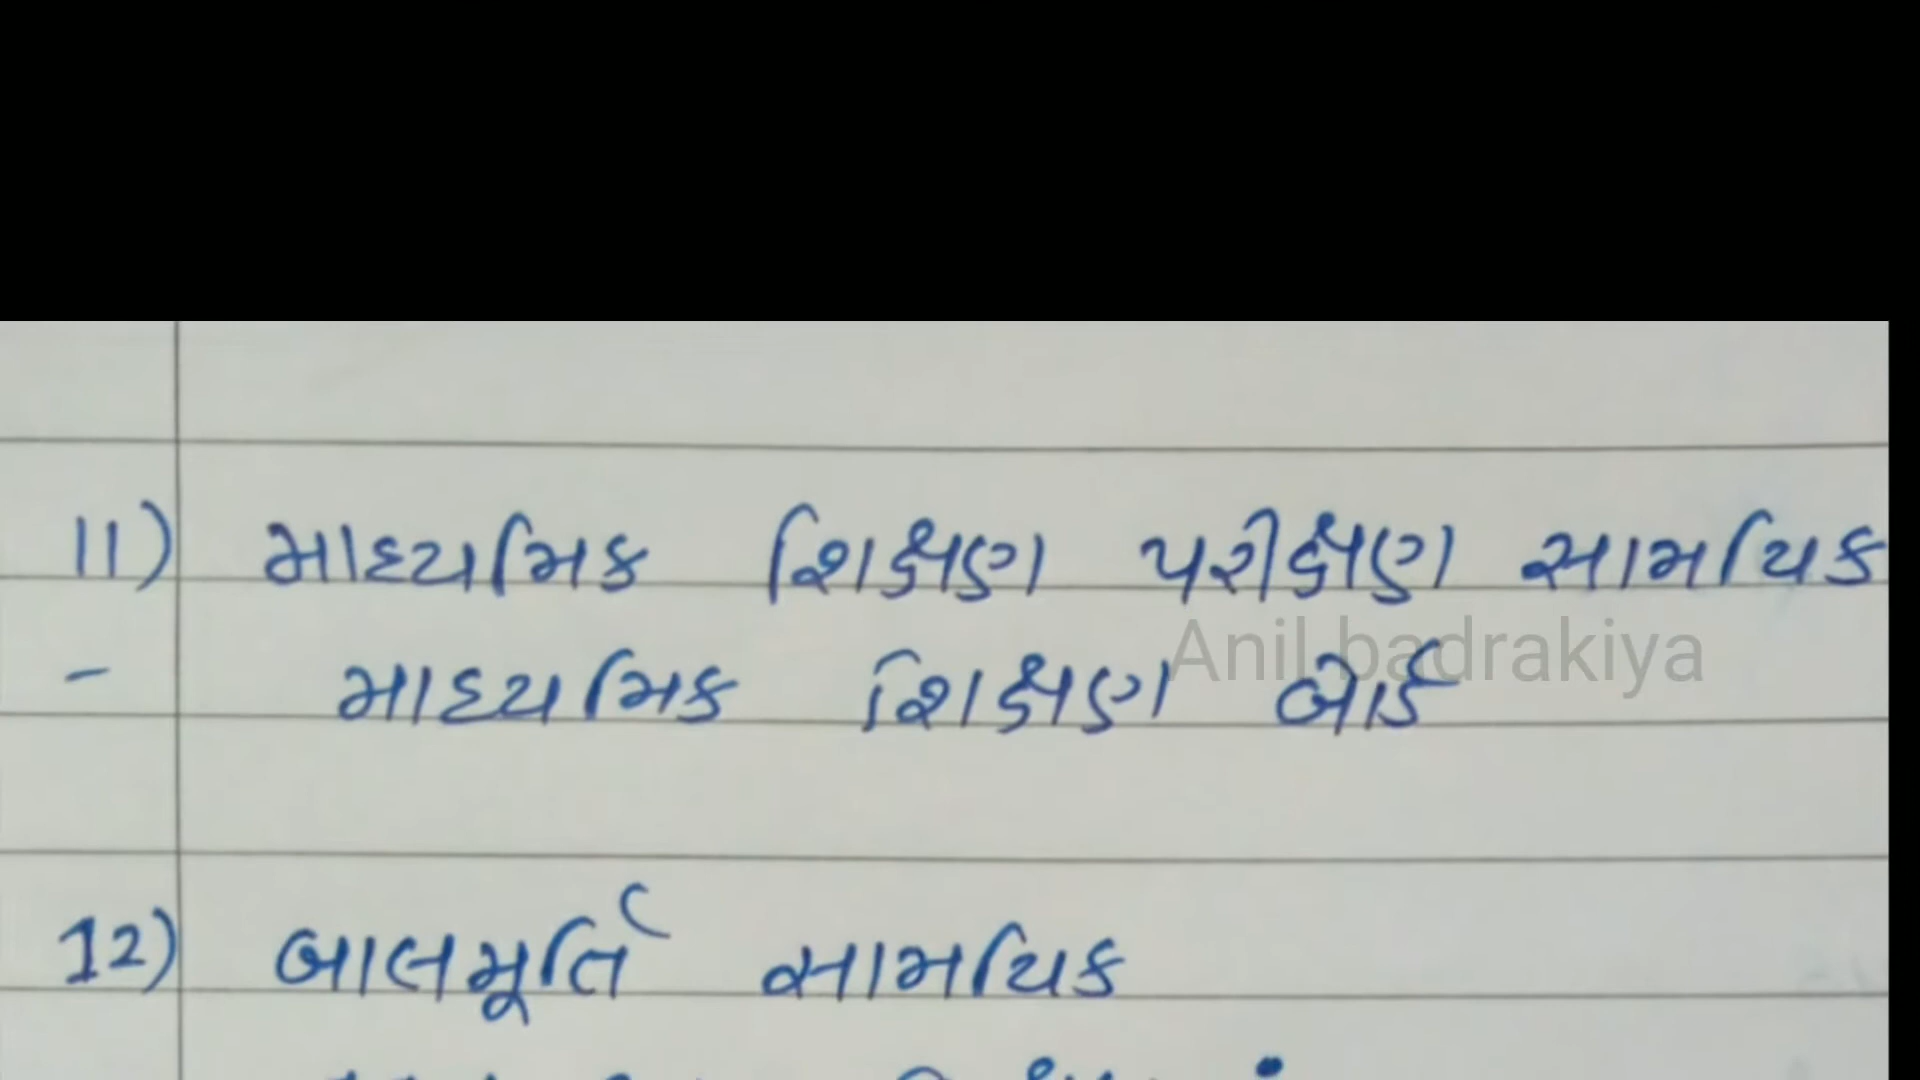 11) માધ્યમિક શિક્ષણ પરીક્ષણ સામયિક
Anil badrakiya
- માધ્યમિક શિક્ષણ બોર્ડ
12) બાલમૂર્તિ સામયિક